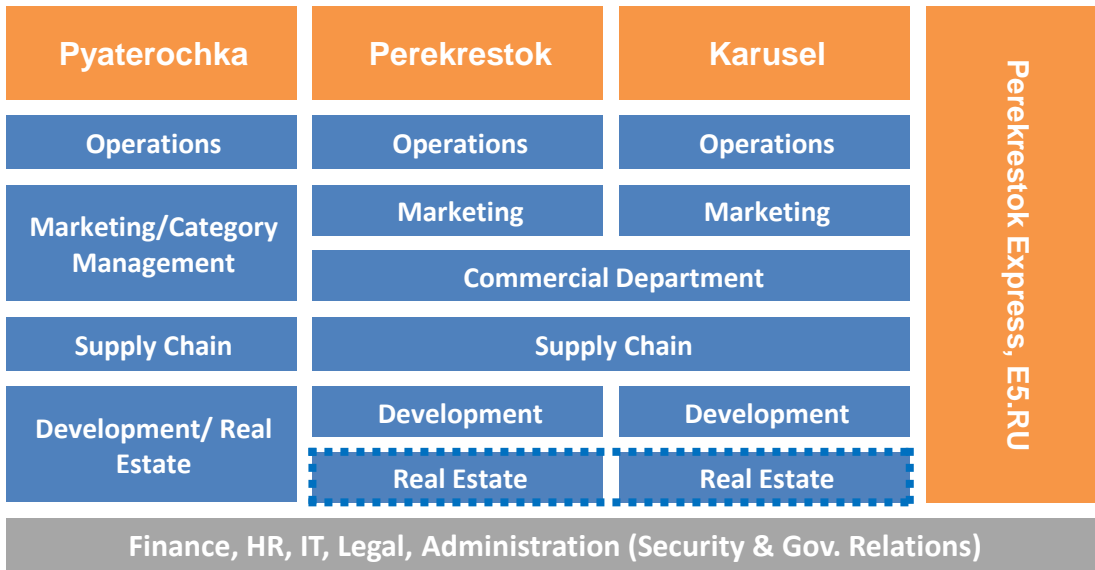 Pyaterochka
Perekrestok
Karusel
Perekrestok Express, E5.RU
Operations
Operations
Operations
Marketing/Category
Management
Marketing
Marketing
Commercial Department
Supply Chain
Supply Chain
Development/ Real
Estate
Development
Development
Real Estate
Real Estate
Finance, HR, IT, Legal, Administration (Security & Gov. Relations)